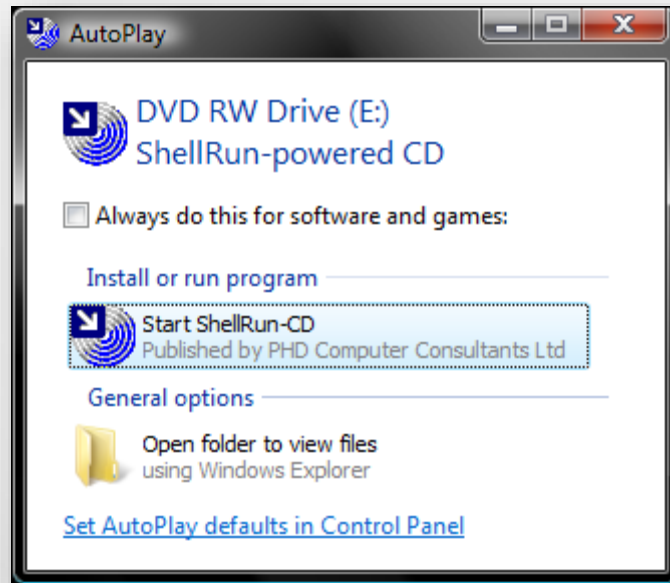 AutoPlay
DVD RW Drive (E:)
ShellRun-powered CD
Always do this for software and games:
Install or run program
Start ShellRun-CD
Published by PHD Computer Consultants Ltd
General options
Open folder to view files
using Windows Explorer
Set AutoPlay defaults in Control Panel